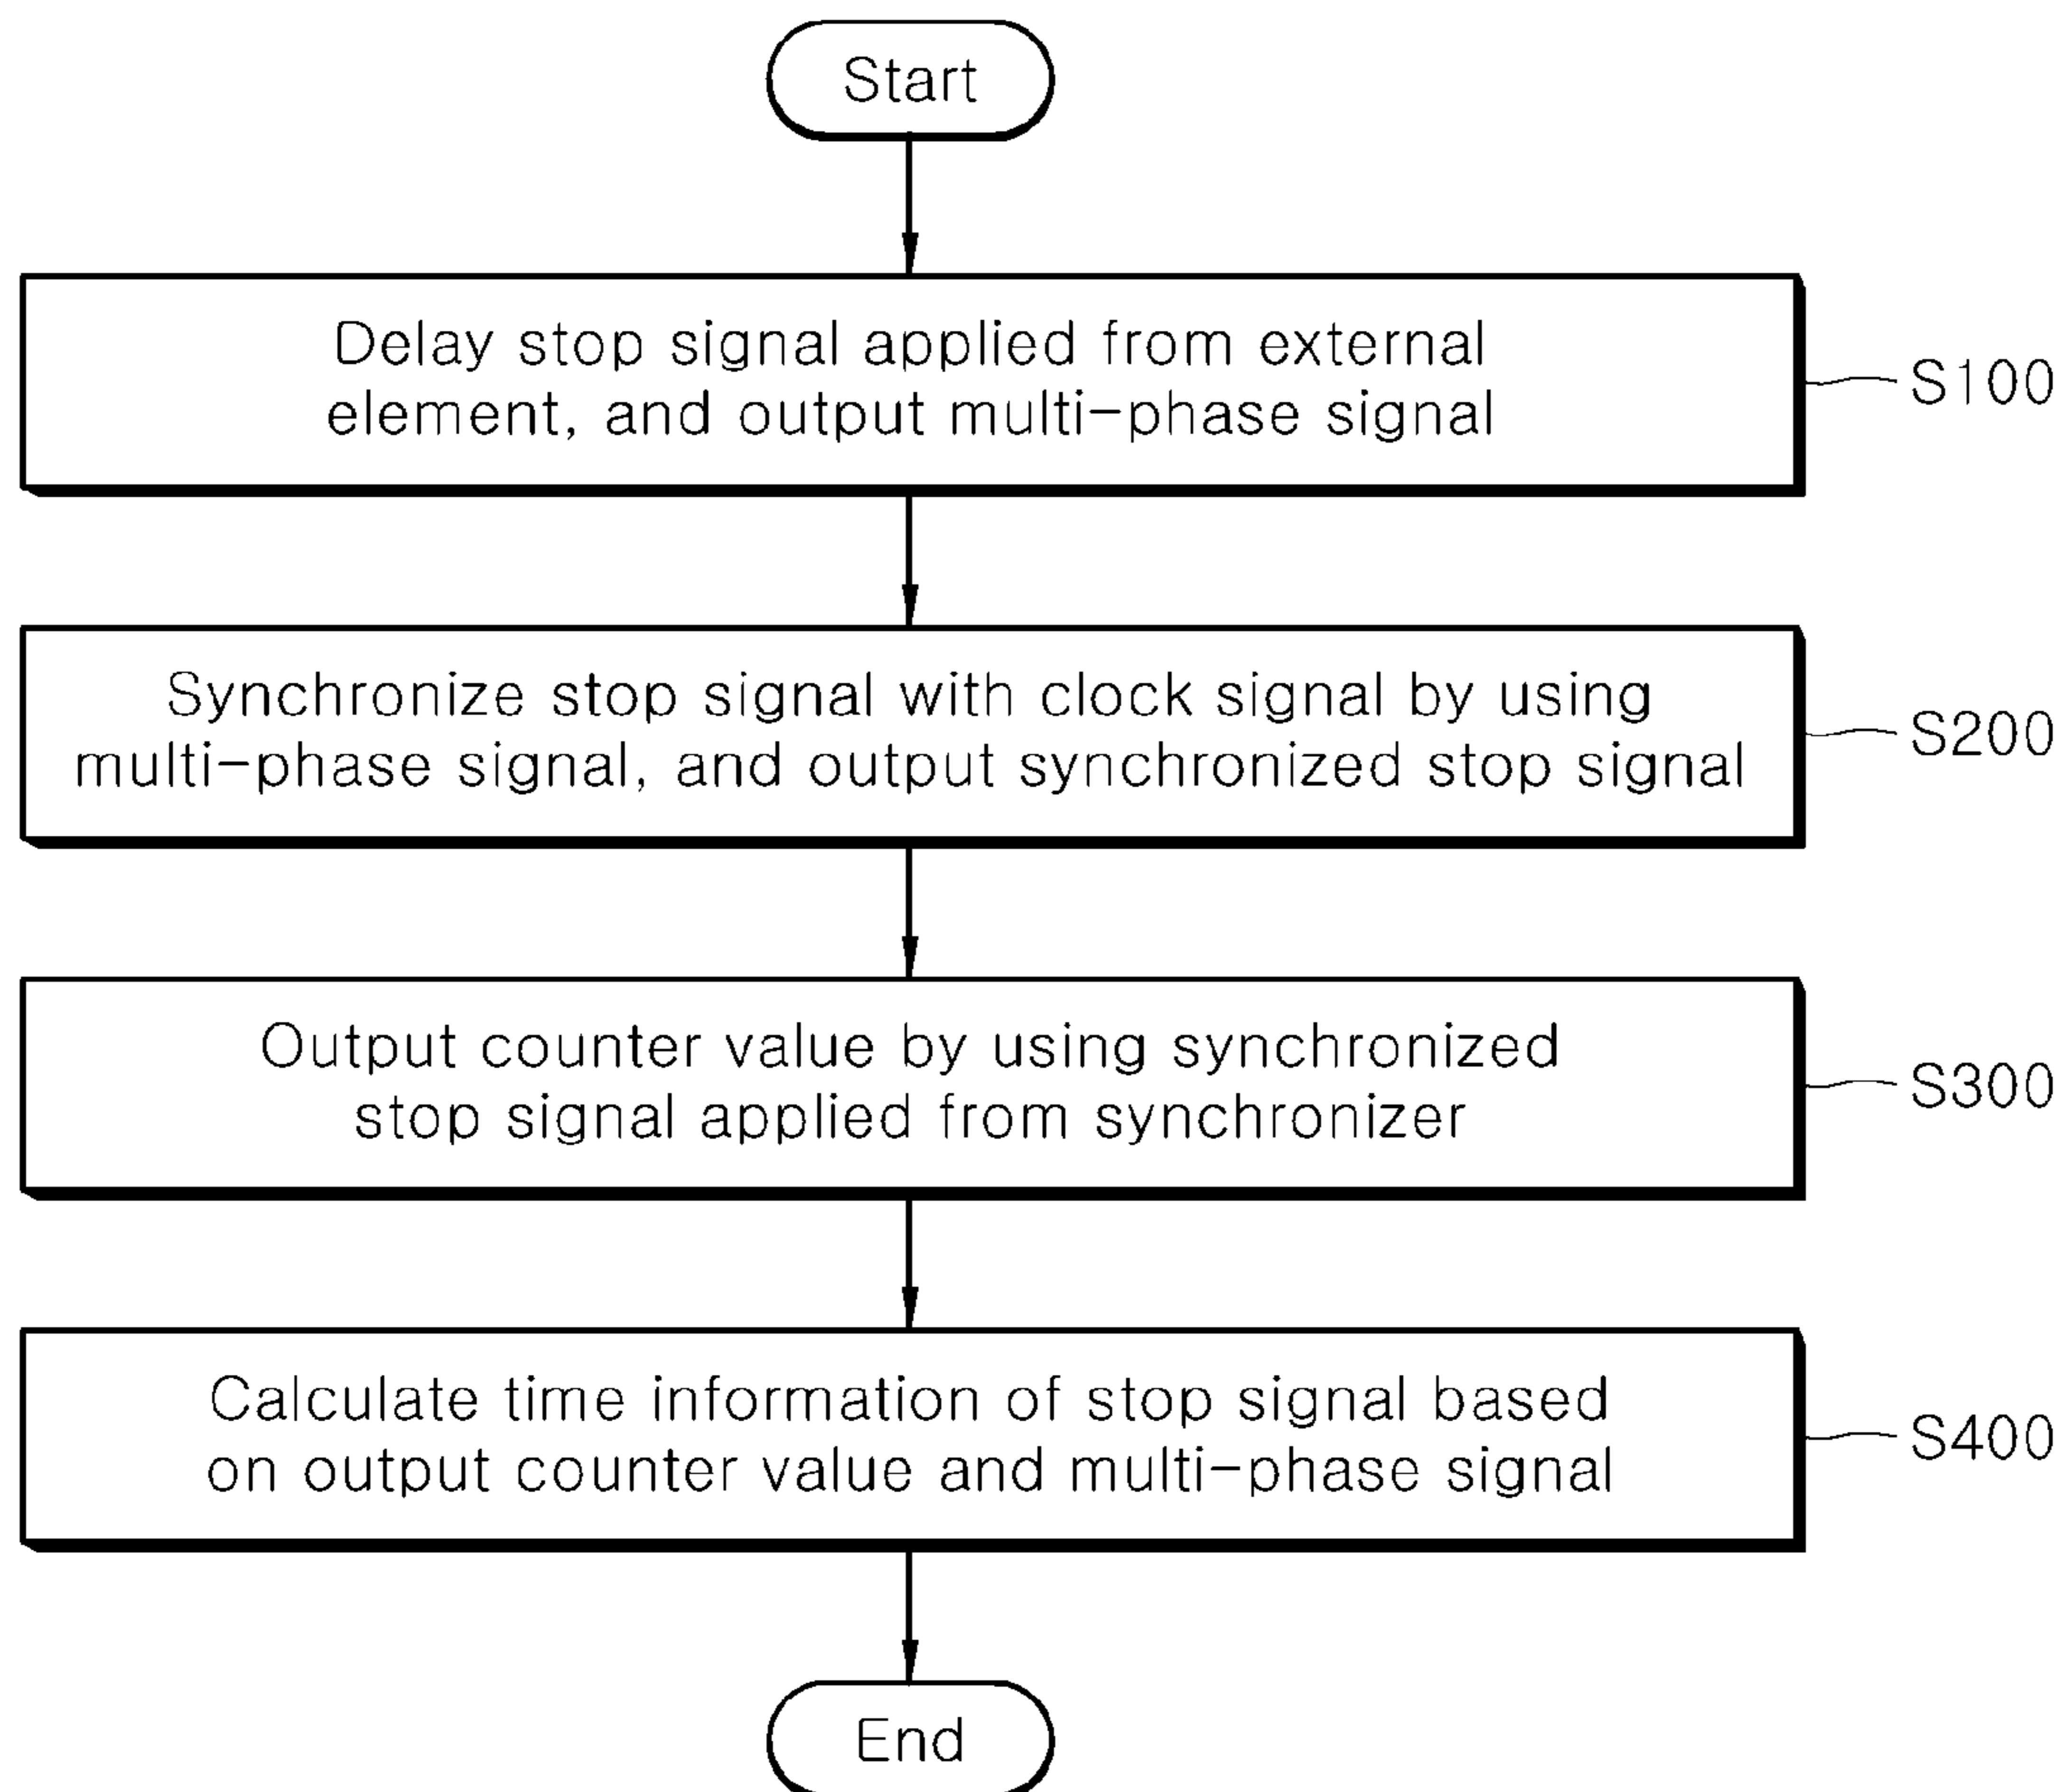 Start
Delay stop signal applied from external
element, and output multi-phase signal
S100
Synchronize stop signal with clock signal by using
multi-phase signal, and output synchronized stop signal
S200
Output counter value by using synchronized
stop signal applied from synchronizer
S300
Calculate time information of stop signal based
on output counter value and multi-phase signal
S400
End